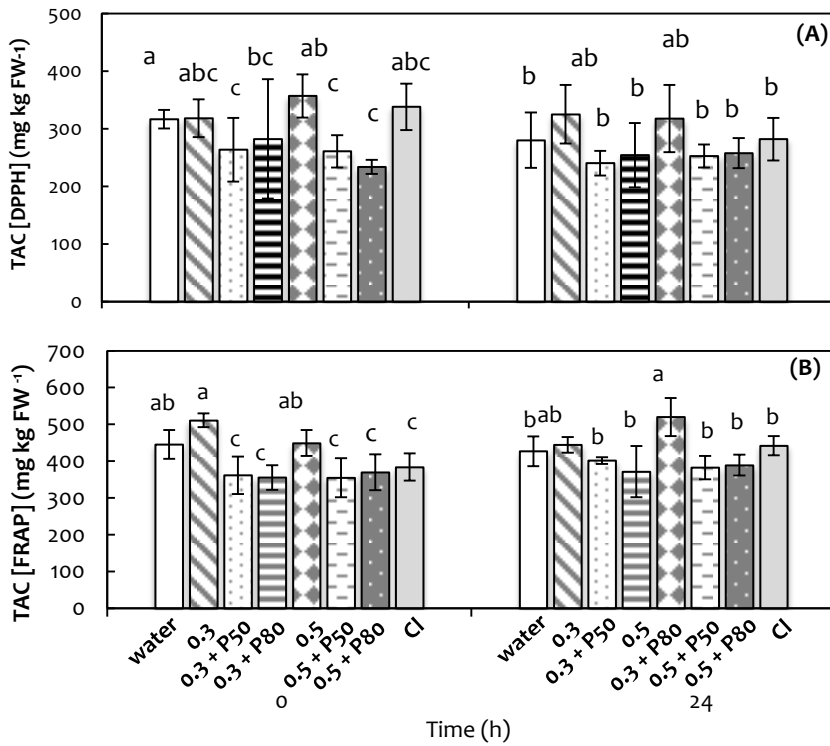 500
400
300
200
100
0
TAC [DPPH] (mg kg FW-1)
(A)
a
abc
c
bc
ab
c
c
abc
b
ab
b
b
ab
b
b
b
700
600
500
400
300
200
100
0
TAC [FRAP] (mg kg FW -1)
(B)
ab
a
c
c
ab
c
c
c
b
ab
b
b
a
b
b
b
water
0.3
0.3 + P50
0.3 + P80
0.5
0.5 + P50
0.5 + P80
Cl
water
0.3
0.3 + P50
0.5
0.3 + P80
0.5 + P50
0.5 + P80
Cl
0
24
Time (h)